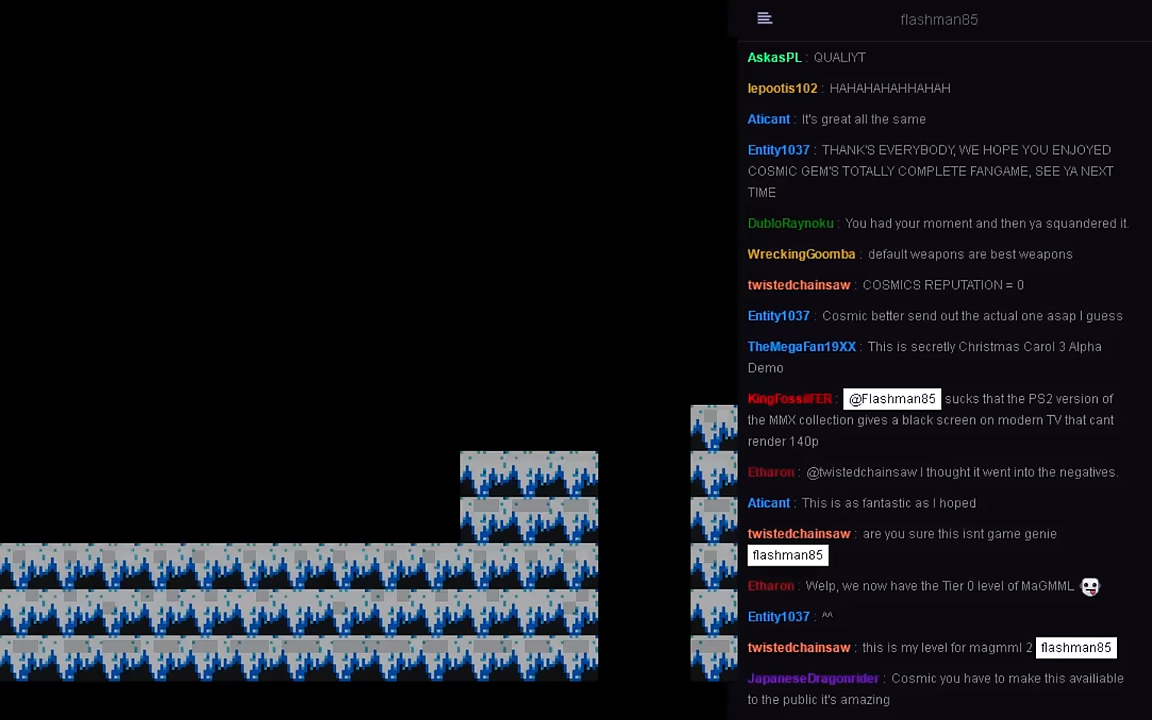 flashman85
AskasPL : QUALIYT
lepootis102 : HAHAHAHAHHAHAH
Aticant : It's great all the same
Entity1037 : THANK'S EVERYBODY, WE HOPE YOU ENJOYED
COSMIC GEM'S TOTALLY COMPLETE FANGAME, SEE YA NEXT
TIME
DubloRaynoku : You had your moment and then ya squandered it.
WreckingGoomba : default weapons are best weapons
twistedchainsaw : COSMICS REPUTATION = 0
Entity1037 : Cosmic better send out the actual one asap I guess
TheMegaFan19XX : This is secretly Christmas Carol 3 Alpha
Demo
KingFossilFER : @Flashman85 sucks that the PS2 version of
the MMX collection gives a black screen on modern TV that cant
render 140p
Etharon : @twistedchainsaw I thought it went into the negatives.
Aticant : This is as fantastic as I hoped
twistedchainsaw : are you sure this isnt game genie
flashman85
Etharon : Welp, we now have the Tier 0 level of MaGMML
Entity1037 : ^^
twistedchainsaw : this is my level for magmml 2 flashman85
JapaneseDragonrider : Cosmic you have to make this availiable
to the public it's amazing